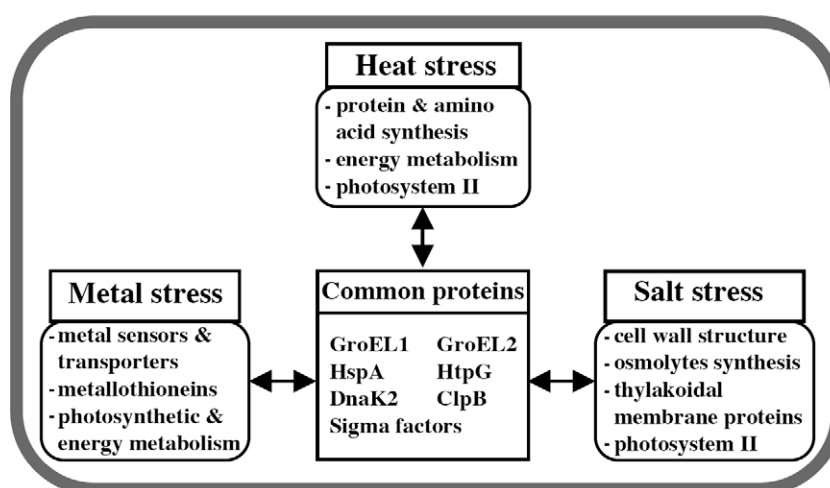 Heat stress
- protein & amino
acid synthesis
- energy metabolism
- photosystem II
Metal stress
-metal sensors &
transporters
-metallothioneins
-photosynthetic &
energy metabolism
Common proteins
GroEL1 GroEL2
HspA HtpG
DnaK2 ClpB
Sigma factors
Salt stress
- cell wall structure
- osmolytes synthesis
- thylakoidal
membrane proteins
- photosystem II